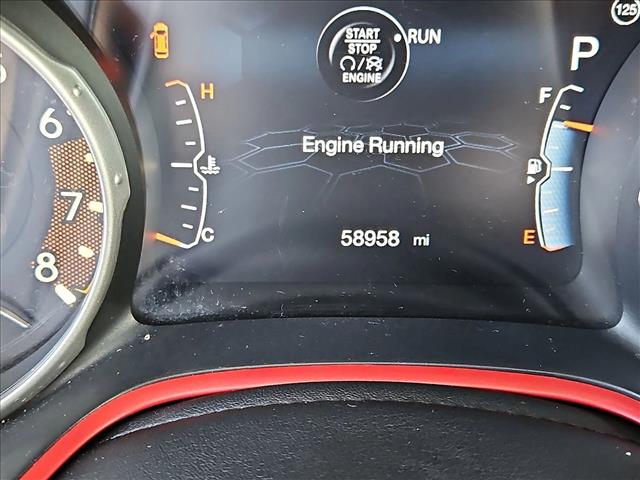 125
START
STOP
ENGINE
RUN
P
H
F
6
Engine Running
7
58958 mi
C
E
8